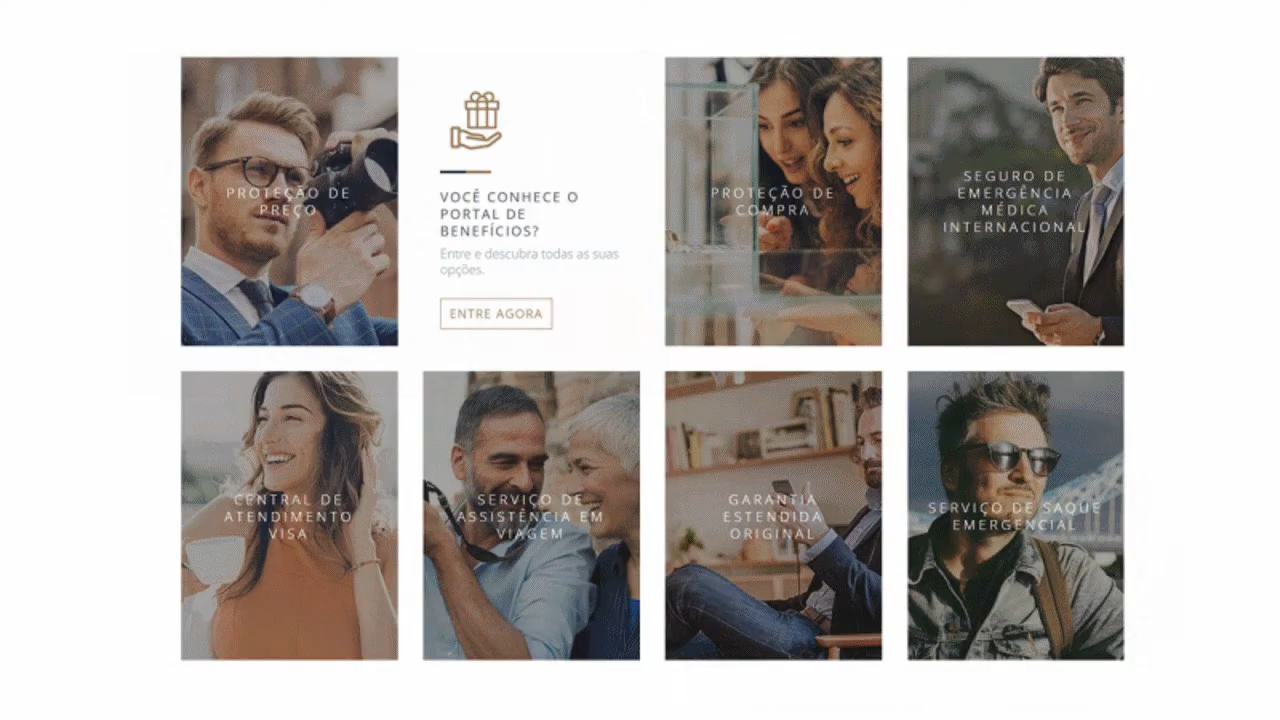 PROTEÇÃO DE
PREÇO
VOCÊ CONHECE O
PORTAL DE
BENEFÍCIOS?
Entre e descubra todas as suas
opções.
ENTRE AGORA
PROTEÇÃO DE
COMPRA
SEGURO DE
EMERGÊNCIA
MÉDICA
INTERNACIONAL
CENTRAL DE
ATENDIMENTO
VISA
SERVIÇO DE
ASSISTÊNCIA EM
VIAGEM
GARANTIA
ESTENDIDA
ORIGINAL
SERVIÇO DE SAQUE
EMERGENCIAL